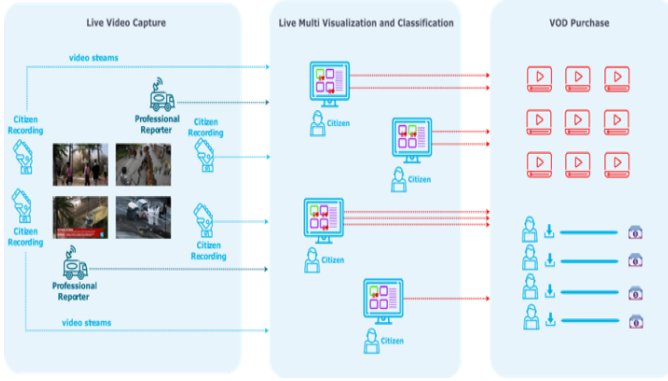 Live Video Capture
Live Multi Visualization and Classification
VOD Purchase
video streams
Professional
Reporter
Citizen
Recording
Citizen
Recording
Citizen
Citizen
Citizen
Recording
Citizen
Recording
Citizen
Professional
Reporter
video streams
Citizen